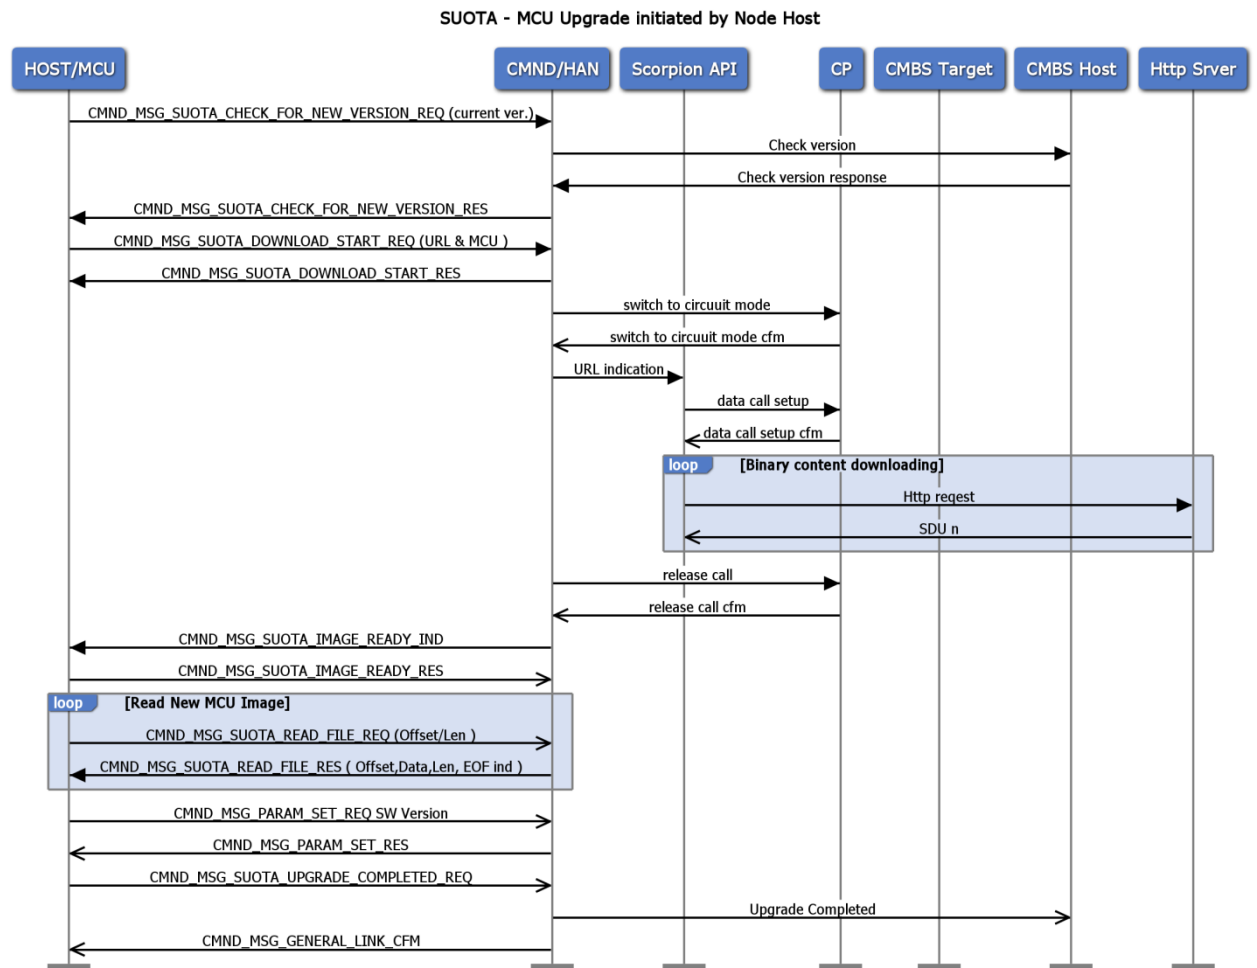 SUOTA - MCU Upgrade initiated by Node Host
HOST/MCU
CMND/HAN
Scorpion API
CP
CMBS Target
CMBS Host
Http Srver
CMND_MSG_SUOTA_CHECK_FOR_NEW_VERSION_REQ (current ver.)
Check version
Check version response
CMND_MSG_SUOTA_CHECK_FOR_NEW_VERSION_RES
CMND_MSG_SUOTA_DOWNLOAD_START_REQ (URL & MCU )
CMND_MSG_SUOTA_DOWNLOAD_START_RES
switch to circuuit mode
switch to circuuit mode cfm
URL indication
data call setup
data call setup cfm
loop [Binary content downloading]
Http reqest
SDU n
release call
release call cfm
CMND_MSG_SUOTA_IMAGE_READY_IND
CMND_MSG_SUOTA_IMAGE_READY_RES
loop [Read New MCU Image]
CMND_MSG_SUOTA_READ_FILE_REQ (Offset/Len )
CMND_MSG_SUOTA_READ_FILE_RES ( Offset,Data,Len, EOF ind )
CMND_MSG_PARAM_SET_REQ SW Version
CMND_MSG_PARAM_SET_RES
CMND_MSG_SUOTA_UPGRADE_COMPLETED_REQ
Upgrade Completed
CMND_MSG_GENERAL_LINK_CFM